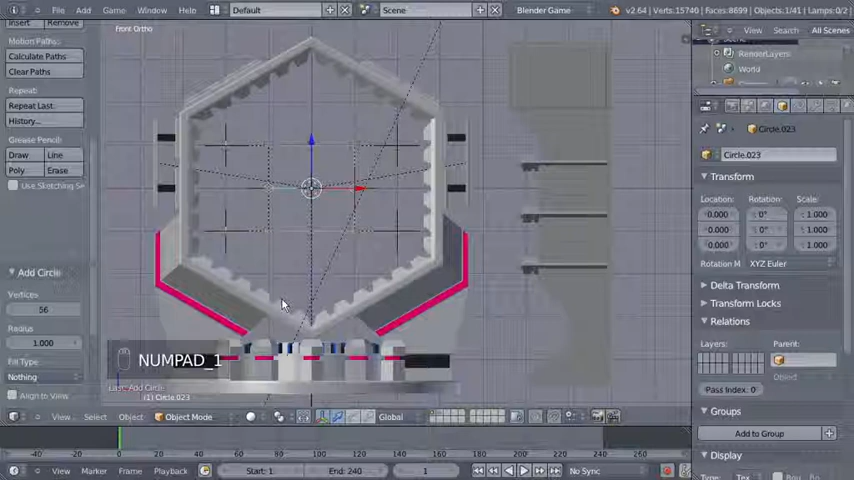 File Add Window Help Default Scene Blender Game v2.64 | Verts:15740 | Faces:8699 | Objects:1/41 | Lamps:0/2
Insert Remove
Motion Paths:
Calculate Paths
Clear Paths
Repeat:
Repeat Last
History...
Grease Pencil:
Draw Line
Poly Erase
Use Sketching Se
Add Circle
Vertices
56
Radius
1.000
Fill Type
Nothing
Align to View
Front Ortho
NUMPAD_1
Last: Add Circle
(1) Circle.023
View Search All Scenes
RenderLayers
World
Circle.023
Circle.023
Transform
Location: Rotation: Scale:
0.000 0° 1.000
0.000 0° 1.000
0.000 0° 1.000
Rotation M XYZ Euler
Delta Transform
Transform Locks
Relations
Layers: Parent:
Object
Pass Index: 0
Groups
Add to Group
Display
Type: Tex
View Select Object Object Mode Global
-40 -20 0 20 40 60 80 100 120 140 160 180 200 220 240 260 280
View Marker Frame Playback Start: 1 End: 240 1 No Sync